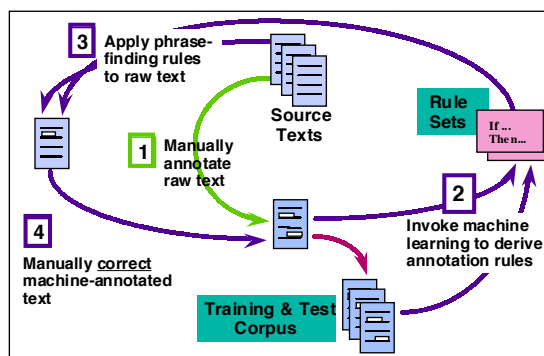 3
Apply phrase-
finding rules
to raw text
Source
Texts
Rule
Sets
If ...
Then...
1
Manually
annotate
raw text
2
Invoke machine
learning to derive
annotation rules
4
Manually correct
machine-annotated
text
Training & Test
Corpus